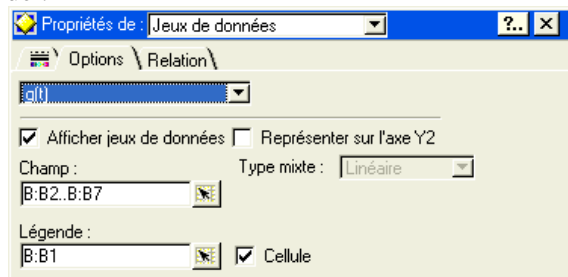 Propriétés de : Jeux de données ?..
Options Relation
g(t)
Afficher jeux de données Représenter sur l'axe Y2
Champ : Type mixte : Linéaire
B:B2..B:B7
Légende :
B:B1 Cellule